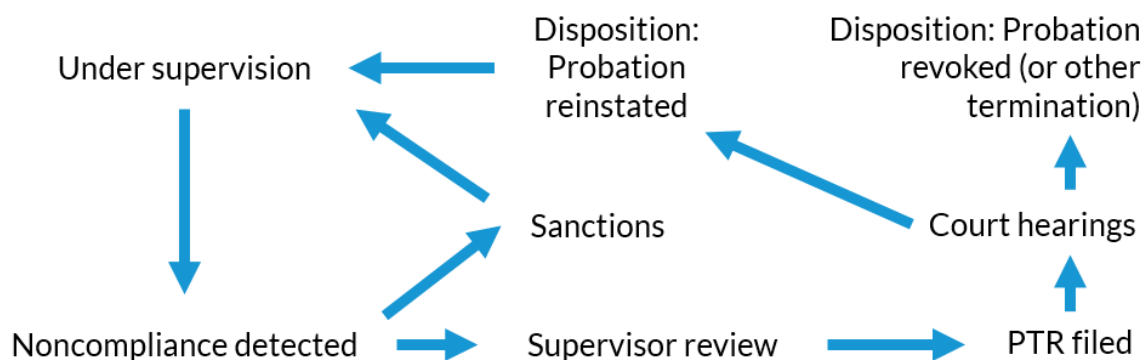 Under supervision
Disposition:
Probation
reinstated
Disposition: Probation
revoked (or other
termination)
Sanctions
Court hearings
Noncompliance detected
Supervisor review
PTR filed